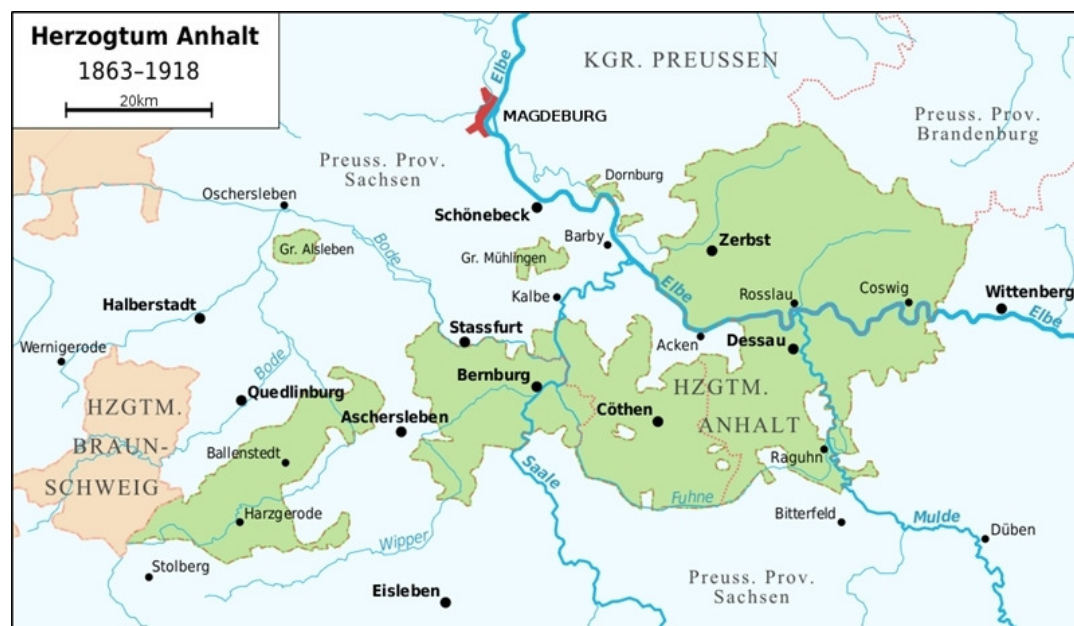 Herzogtum Anhalt
1863–1918
20km
Elbe
KGR. PREUSSEN
MAGDEBURG
Preuss. Prov.
Brandenburg
Preuss. Prov.
Sachsen
Dornburg
Oschersleben
Schönebeck
Bode
Barby
Zerbst
Gr. Alsleben
Gr. Mühlingen
Elbe
Kalbe
Rosslau
Coswig
Wittenberg
Elbe
Halberstadt
Stassfurt
Acken
Dessau
Wernigerode
Bode
Bernburg
HZGTM.
ANHALT
Quedlinburg
HZGTM.
BRAUN-
SCHWEIG
Aschersleben
Cöthen
Ballenstedt
Raguhn
Saale
Fuhne
Harzgerode
Bitterfeld
Mulde
Düben
Wipper
Stolberg
Eisleben
Preuss. Prov.
Sachsen